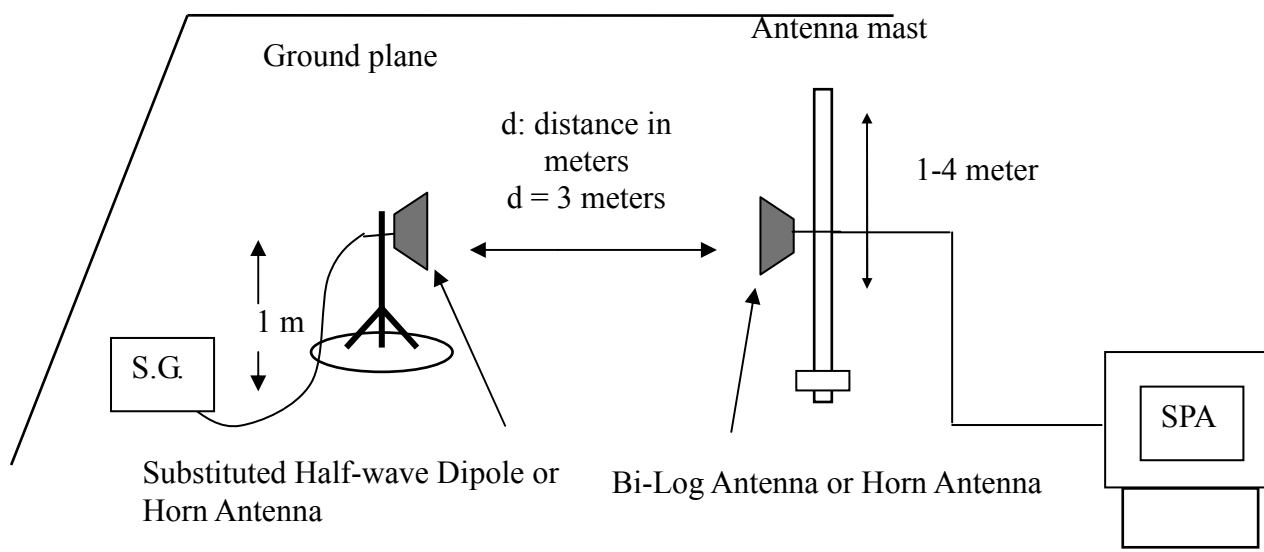 Antenna mast
Ground plane
d: distance in
meters
d = 3 meters
1-4 meter
1 m
S.G.
SPA
Substituted Half-wave Dipole or
Horn Antenna
Bi-Log Antenna or Horn Antenna